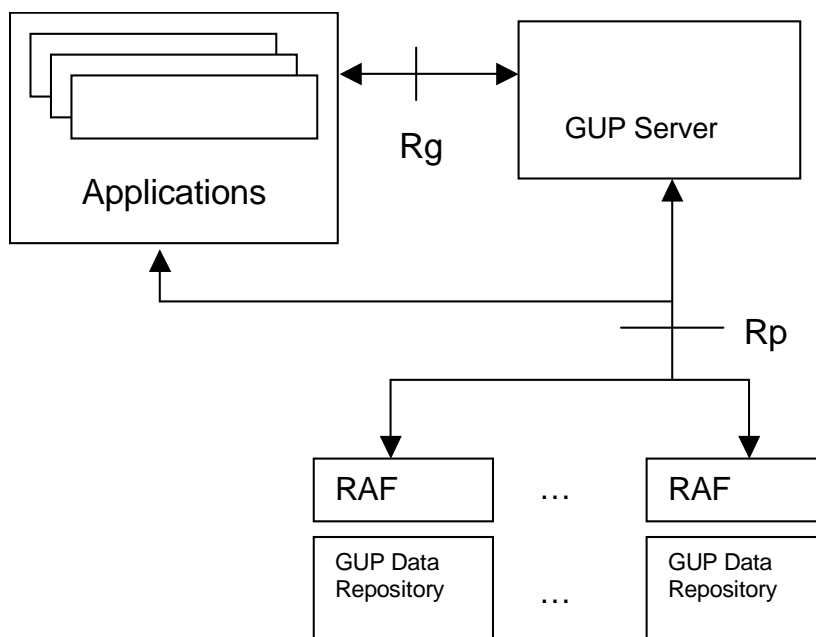 GUP Server
Rg
Applications
Rp
RAF
...
RAF
GUP Data
Repository
...
GUP Data
Repository